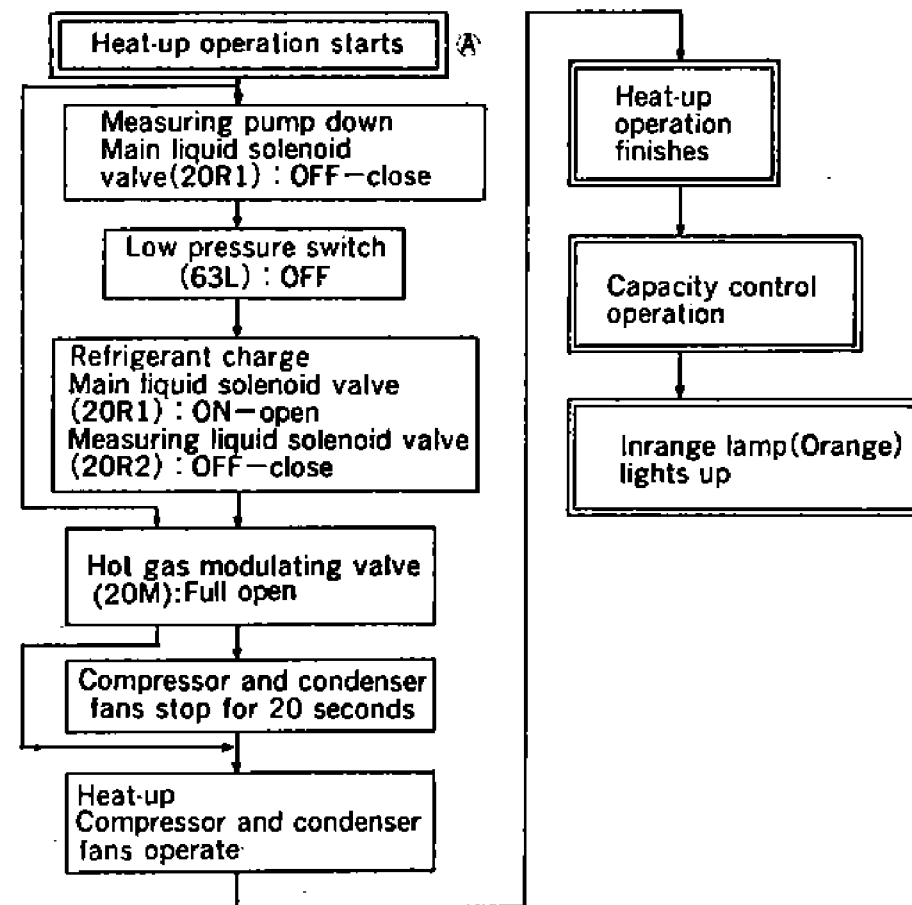 Heat-up operation starts Ⓐ
Measuring pump down
Main liquid solenoid
valve(20R1) : OFF—close
Low pressure switch
(63L) : OFF
Refrigerant charge
Main liquid solenoid valve
(20R1) : ON—open
Measuring liquid solenoid valve
(20R2) : OFF—close
Hot gas modulating valve
(20M):Full open
Compressor and condenser
fans stop for 20 seconds
Heat-up
Compressor and condenser
fans operate
Heat-up
operation
finishes
Capacity control
operation
Inrange lamp(Orange)
lights up